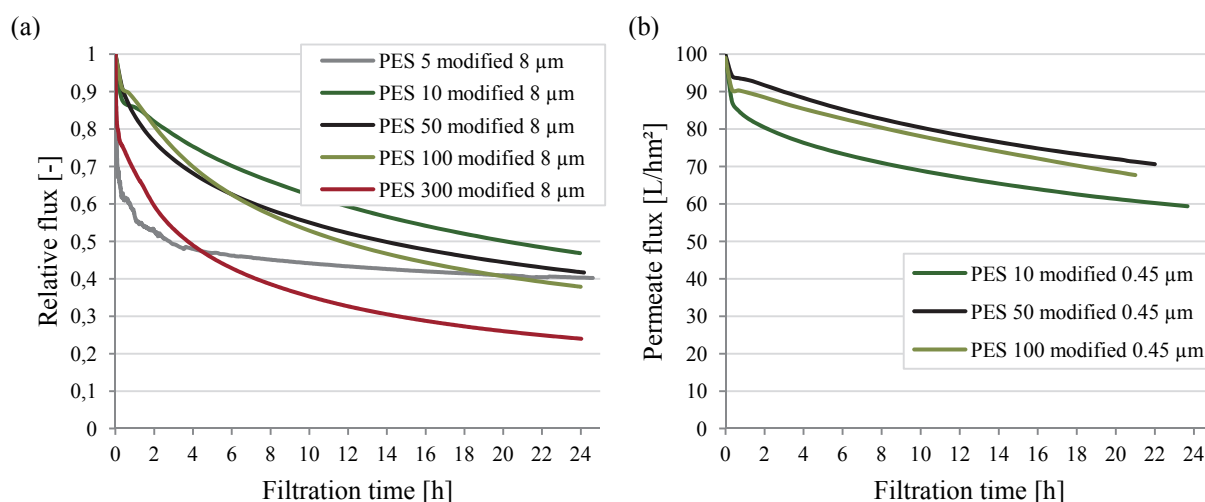 (a)
Relative flux [-]
1
0,9
0,8
0,7
0,6
0,5
0,4
0,3
0,2
0,1
0
PES 5 modified 8 µm
PES 10 modified 8 µm
PES 50 modified 8 µm
PES 100 modified 8 µm
PES 300 modified 8 µm
0 2 4 6 8 10 12 14 16 18 20 22 24
Filtration time [h]
(b)
Permeate flux [L/hm²]
100
90
80
70
60
50
40
30
20
10
0
PES 10 modified 0.45 µm
PES 50 modified 0.45 µm
PES 100 modified 0.45 µm
0 2 4 6 8 10 12 14 16 18 20 22 24
Filtration time [h]